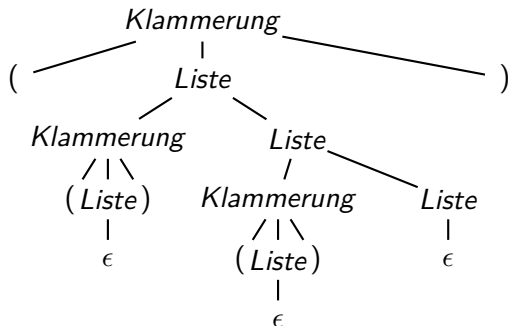 Klammerung
( Liste )
Klammerung Liste
( Liste ) Klammerung Liste
ϵ ( Liste ) ϵ
ϵ